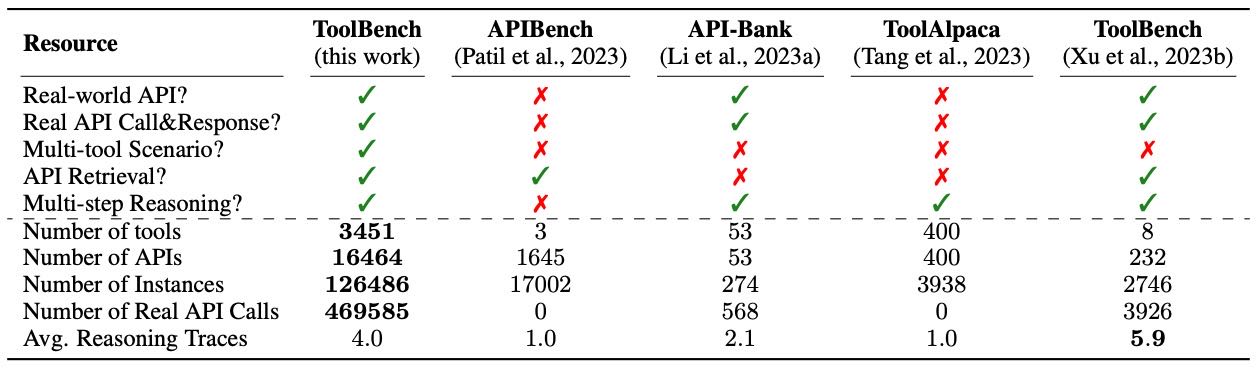 Resource ToolBench (this work) APIBench (Patil et al., 2023) API-Bank (Li et al., 2023a) ToolAlpaca (Tang et al., 2023) ToolBench (Xu et al., 2023b)
Real-world API? ✓ ✗ ✓ ✗ ✓
Real API Call&Response? ✓ ✗ ✓ ✗ ✓
Multi-tool Scenario? ✓ ✗ ✗ ✗ ✗
API Retrieval? ✓ ✓ ✗ ✗ ✓
Multi-step Reasoning? ✓ ✗ ✓ ✓ ✓
Number of tools 3451 3 53 400 8
Number of APIs 16464 1645 53 400 232
Number of Instances 126486 17002 274 3938 2746
Number of Real API Calls 469585 0 568 0 3926
Avg. Reasoning Traces 4.0 1.0 2.1 1.0 5.9